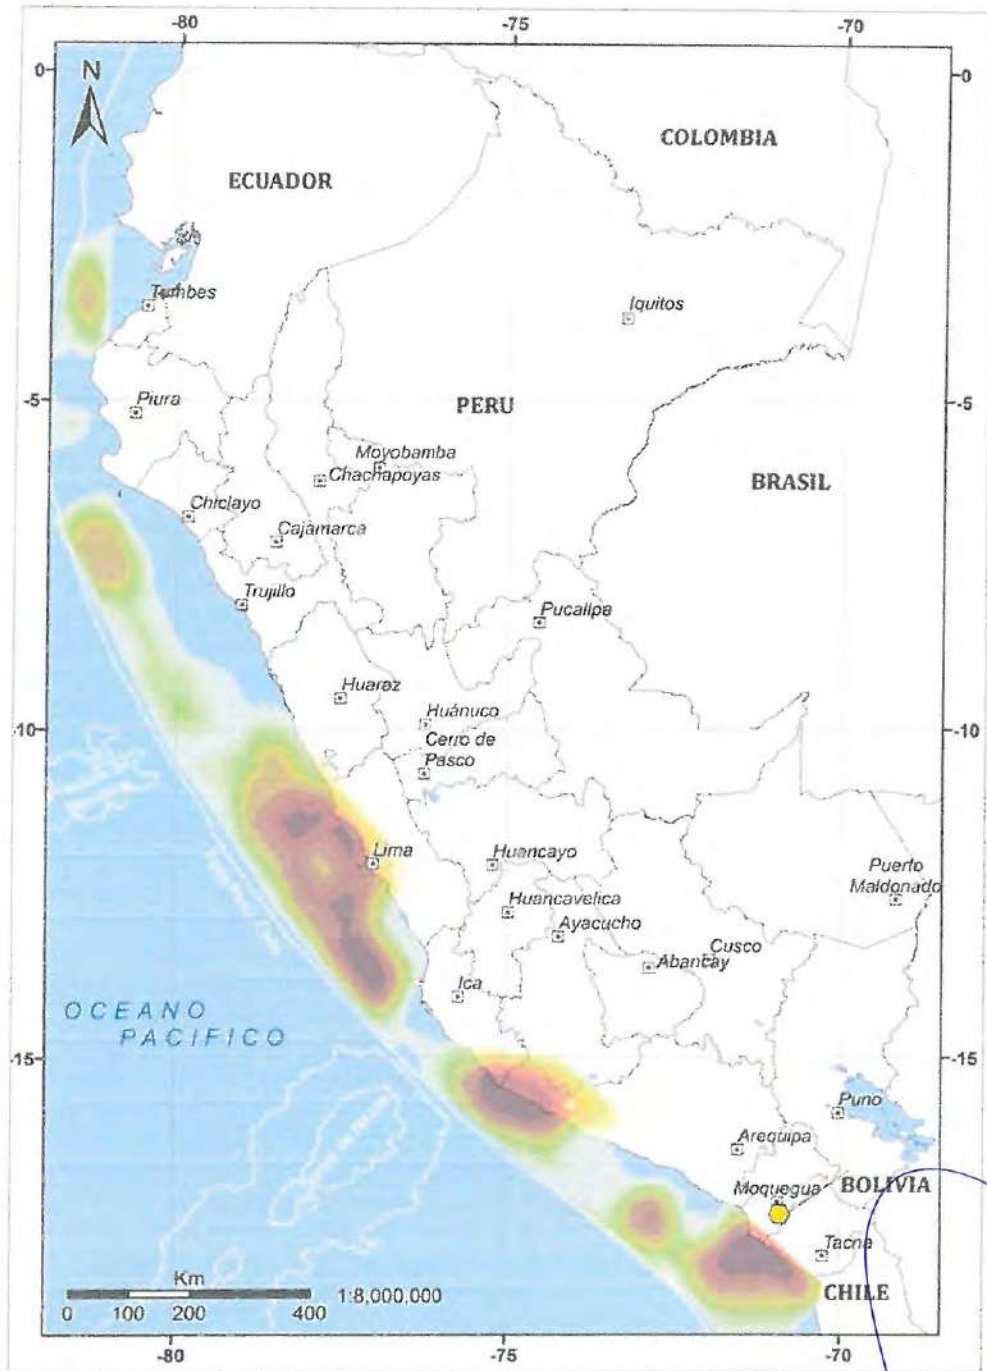 -80 -75 -70
0 0
N
COLOMBIA
ECUADOR
Tumbes
Iquitos
-5 -5
Piura
PERU
Moyobamba
Chachapoyas
BRASIL
Chiclayo
Cajamarca
Trujillo
Pucallpa
Huaraz
Huánuco
-10 -10
Cerro de
Pasco
Lima
Huancayo
Puerto
Maldonado
Huancavelica
Ayacucho
Cusco
Abancay
Ica
OCEANO
PACIFICO
-15 -15
Puno
Arequipa
Moquegua
BOLIVIA
Tacna
Km
0 100 200 400
1:8,000,000
CHILE
-80 -75 -70